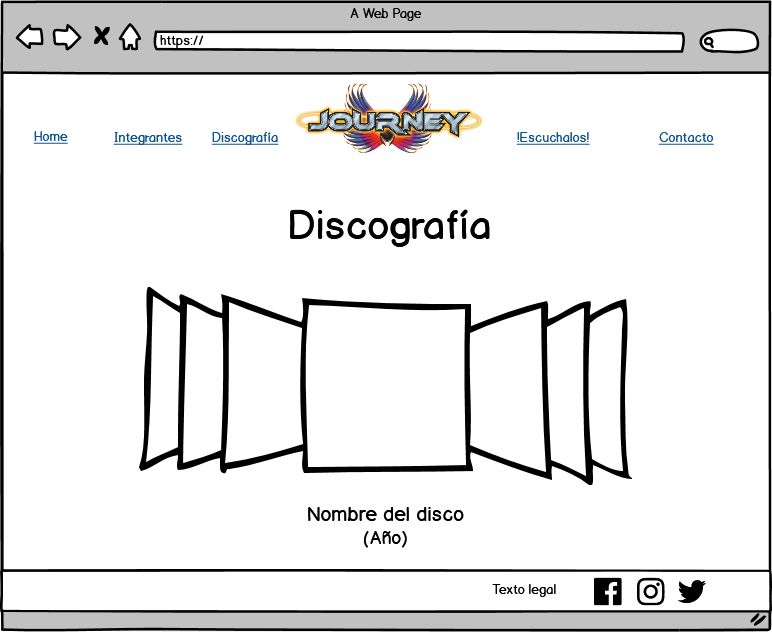 A Web Page
https://
Home
Integrantes
Discografía
JOURNEY
!Escuchalos!
Contacto
Discografía
Nombre del disco
(Año)
Texto legal